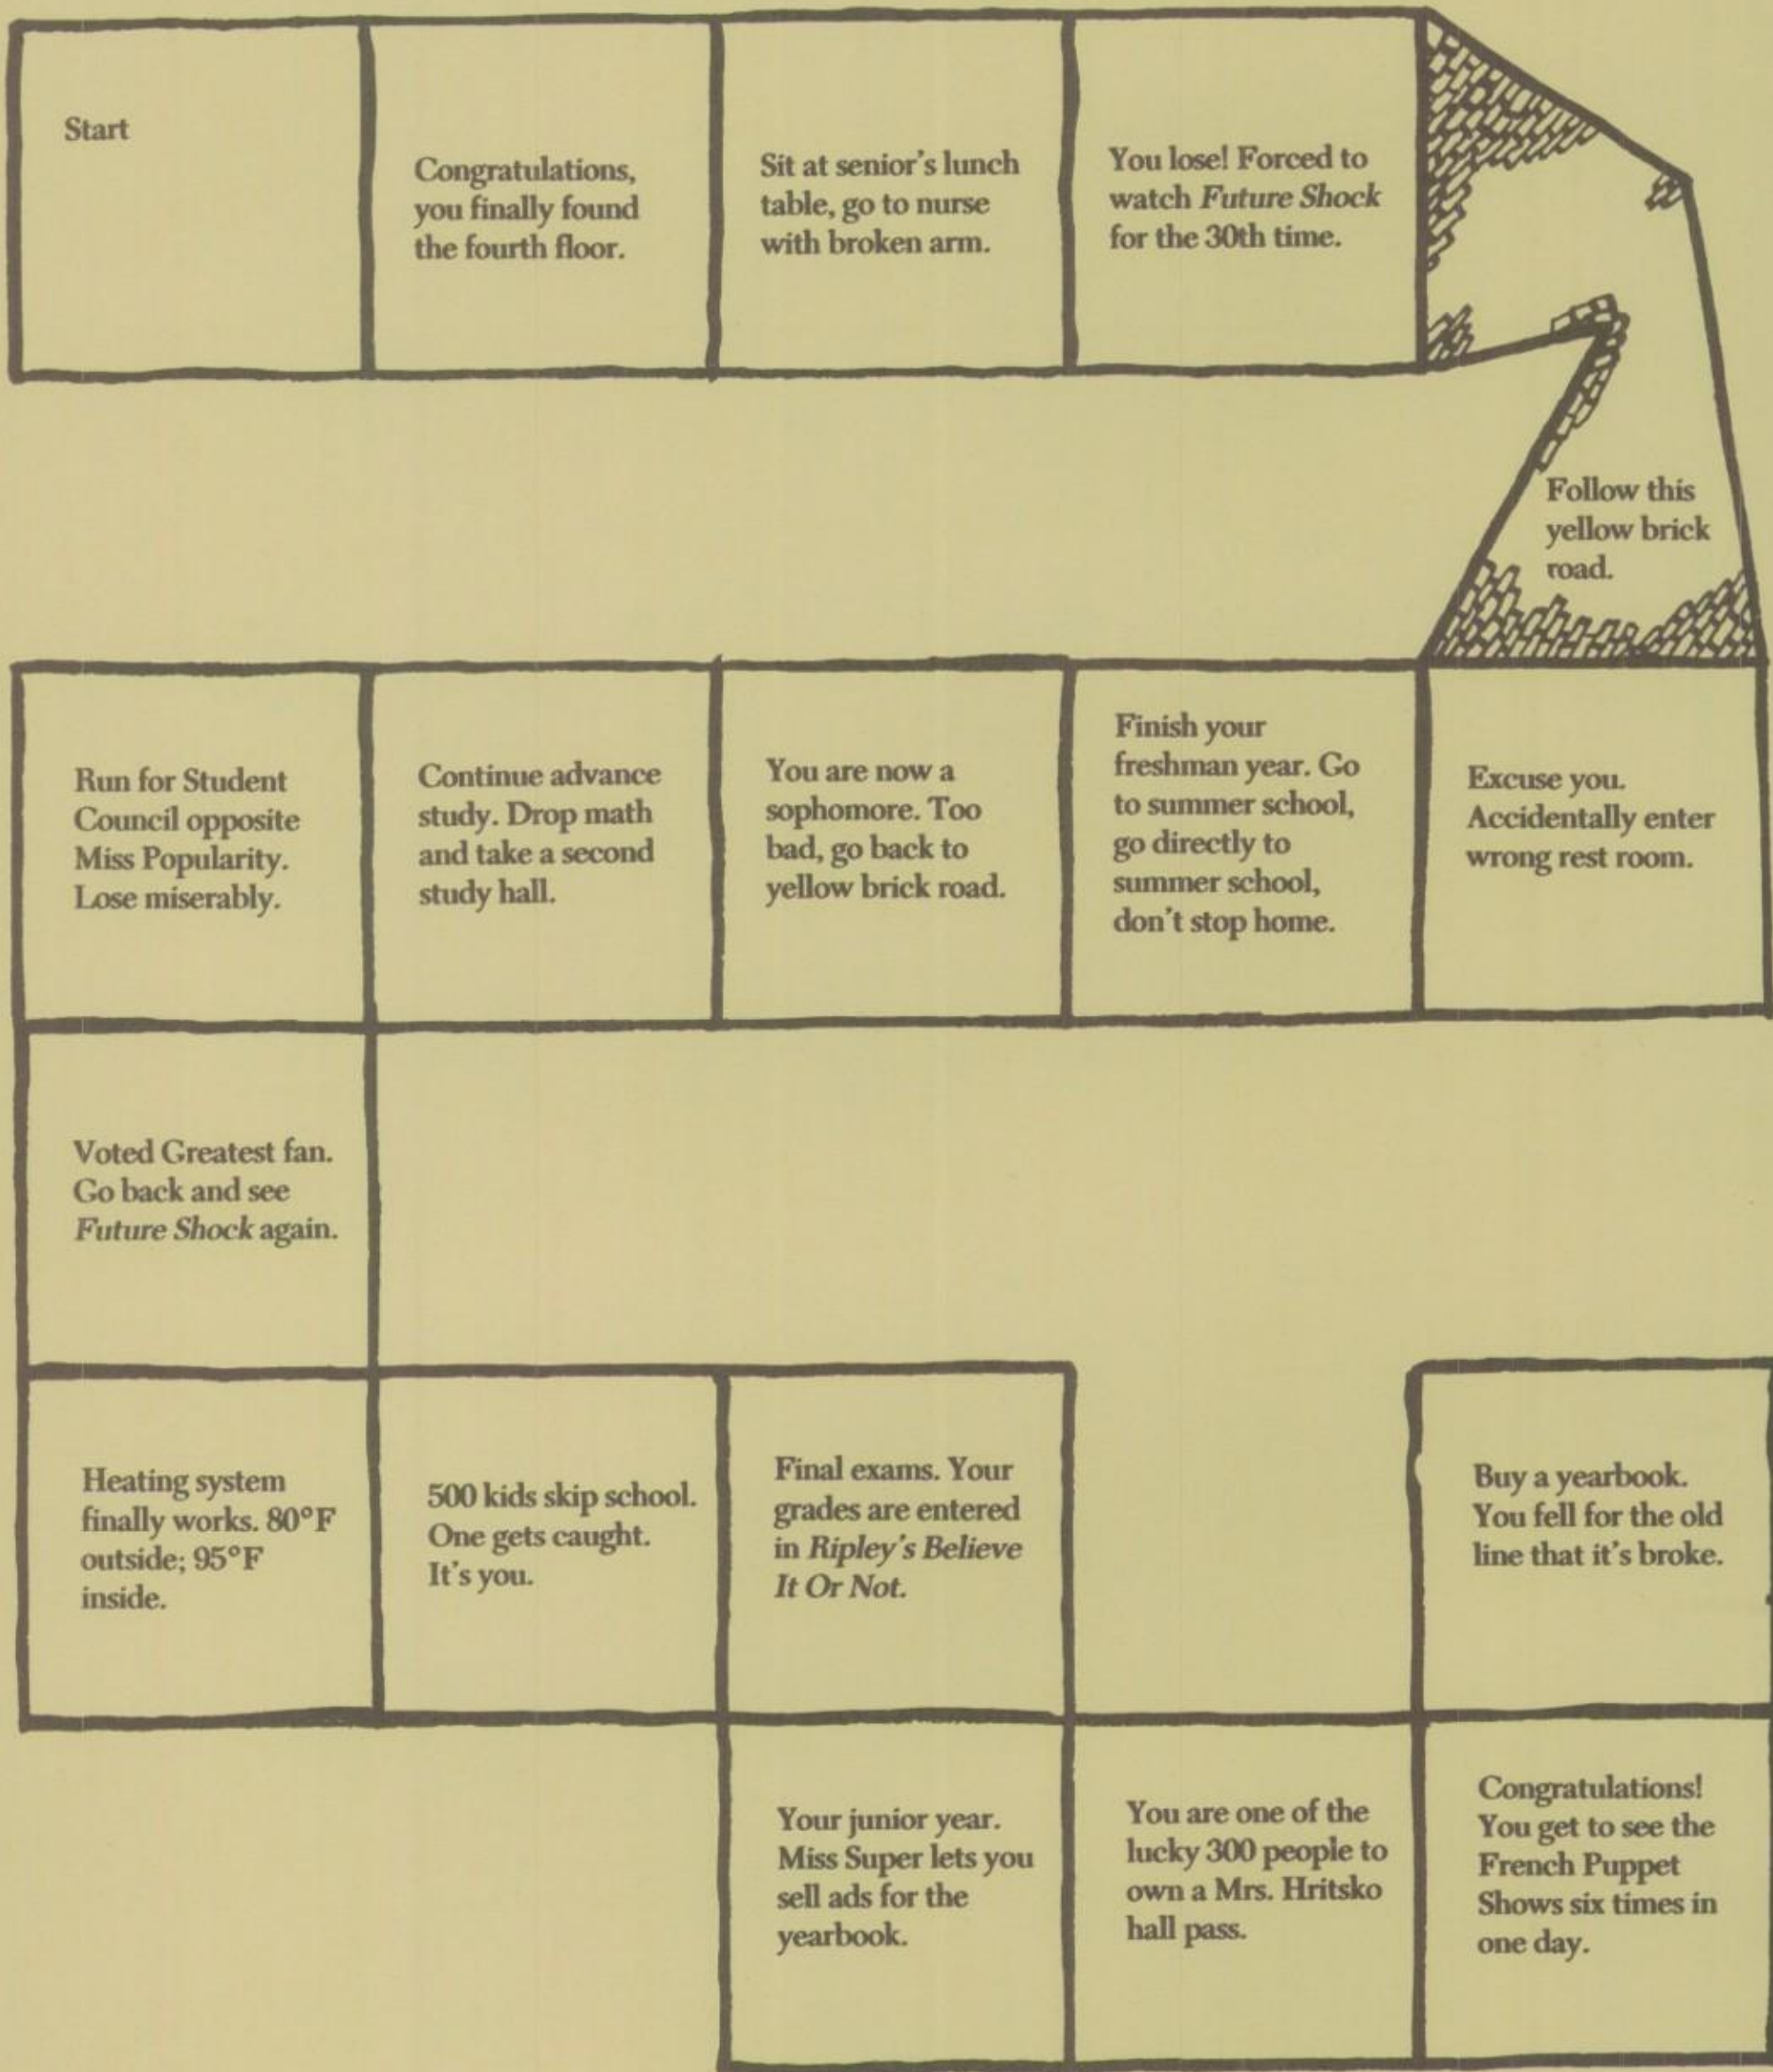 Start
Congratulations,
you finally found
the fourth floor.
Sit at senior's lunch
table, go to nurse
with broken arm.
You lose! Forced to
watch Future Shock
for the 30th time.
Follow this
yellow brick
road.
Excuse you.
Accidentally enter
wrong rest room.
Finish your
freshman year. Go
to summer school,
go directly to
summer school,
don't stop home.
You are now a
sophomore. Too
bad, go back to
yellow brick road.
Continue advance
study. Drop math
and take a second
study hall.
Run for Student
Council opposite
Miss Popularity.
Lose miserably.
Voted Greatest fan.
Go back and see
Future Shock again.
Heating system
finally works. 80°F
outside; 95°F
inside.
500 kids skip school.
One gets caught.
It's you.
Final exams. Your
grades are entered
in Ripley's Believe
It Or Not.
Your junior year.
Miss Super lets you
sell ads for the
yearbook.
You are one of the
lucky 300 people to
own a Mrs. Hritsko
hall pass.
Congratulations!
You get to see the
French Puppet
Shows six times in
one day.
Buy a yearbook.
You fell for the old
line that it's broke.